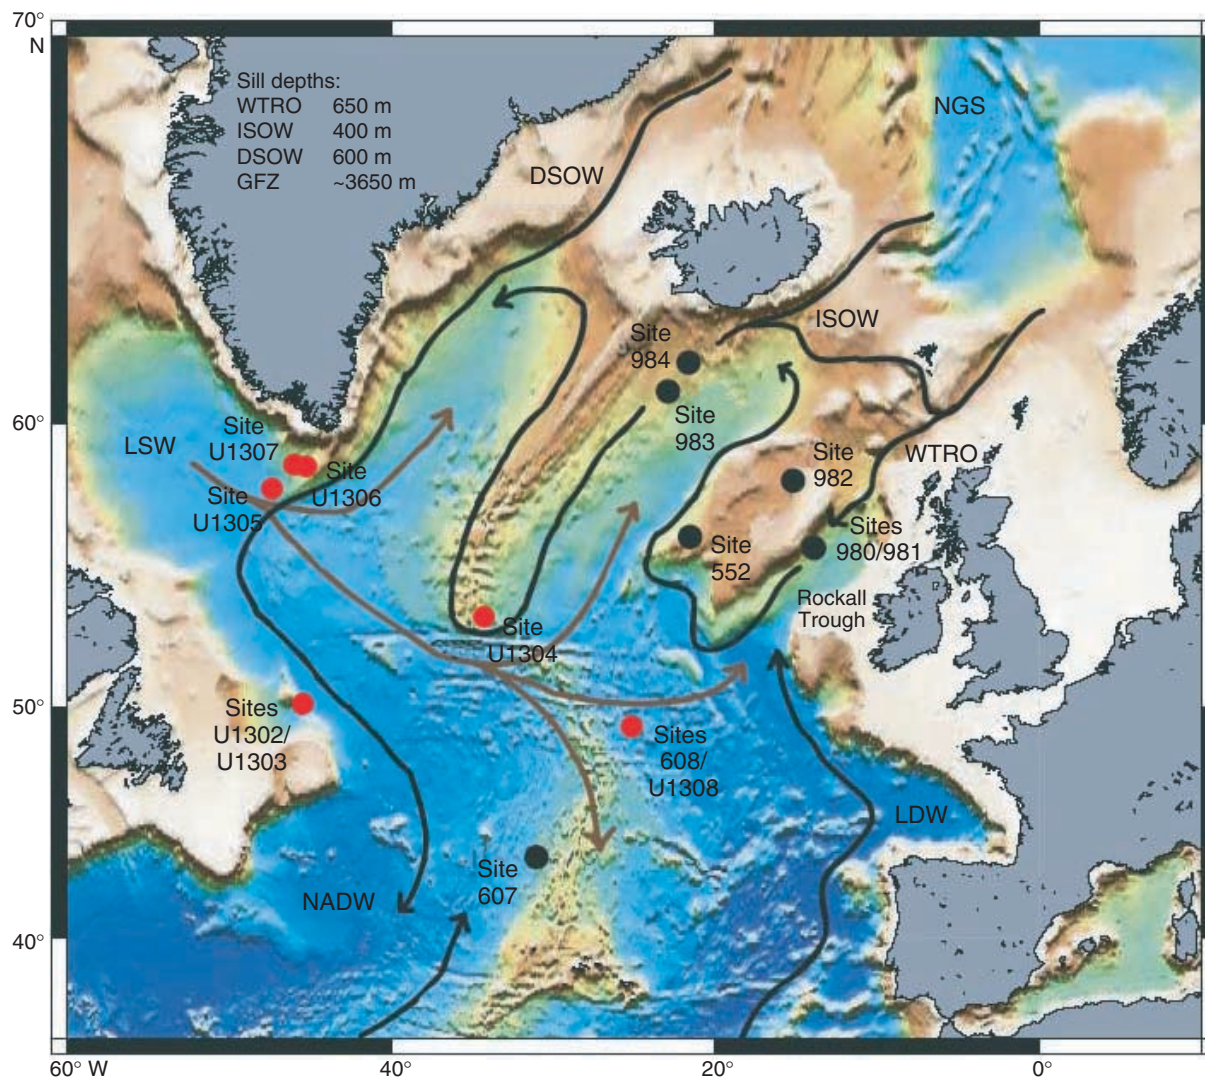 70°
N
Sill depths:
WTRO 650 m
ISOW 400 m
DSOW 600 m
GFZ ~3650 m
NGS
DSOW
ISOW
Site
984
Site
983
60°
LSW
Site
U1307
Site
U1306
Site
U1305
Site
982
WTRO
Sites
980/981
Site
552
Rockall
Trough
Site
U1304
50°
Sites
U1302/
U1303
Sites
608/
U1308
LDW
Site
607
NADW
40°
60° W
40°
20°
0°